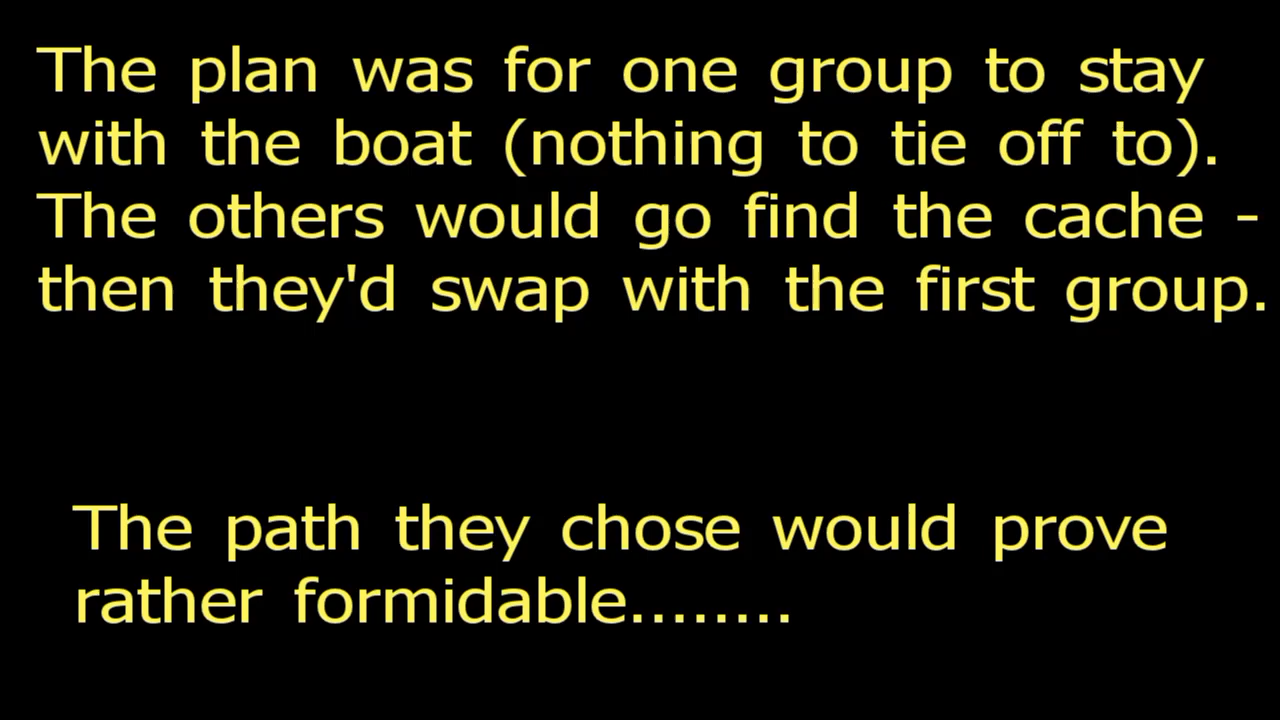 The plan was for one group to stay
with the boat (nothing to tie off to).
The others would go find the cache -
then they'd swap with the first group.
The path they chose would prove
rather formidable........